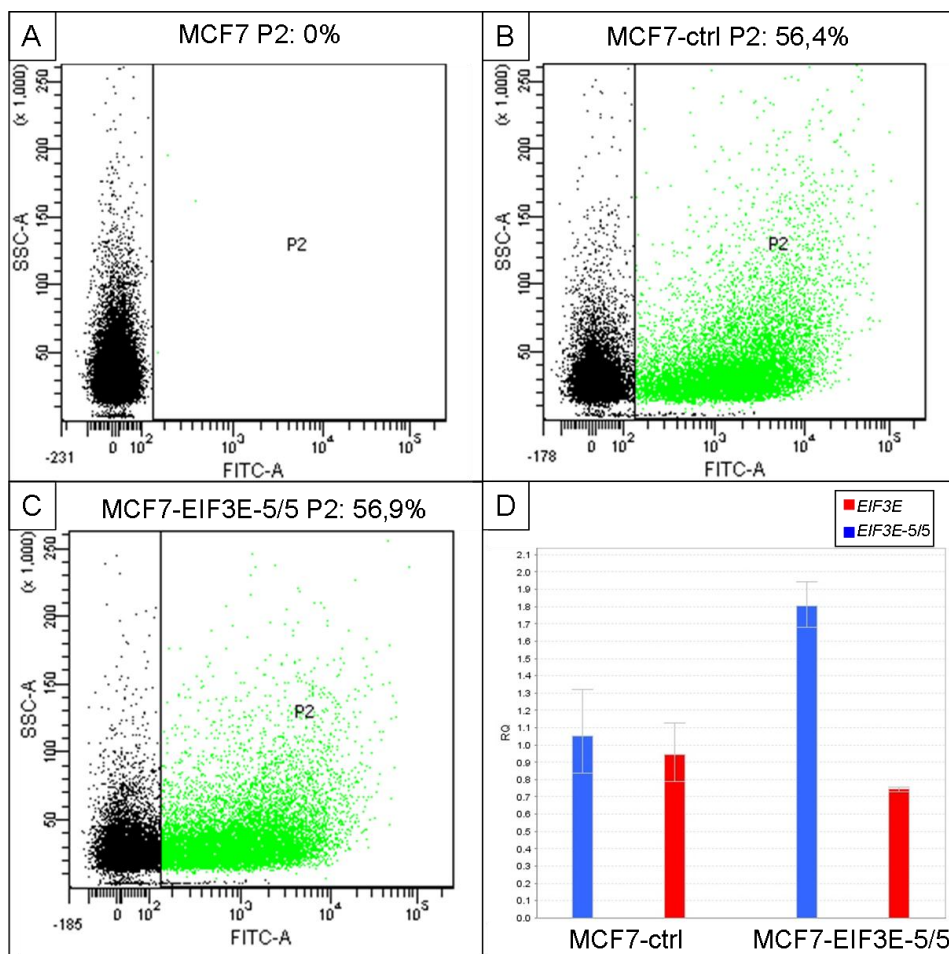 A
MCF7 P2: 0%
(x 1,000)
250
200
150
100
50
SSC-A
P2
-231
0
10²
10³
10⁴
10⁵
FITC-A
B
MCF7-ctrl P2: 56,4%
(x 1,000)
250
200
150
100
50
SSC-A
P2
-178
0
10²
10³
10⁴
10⁵
FITC-A
C
MCF7-EIF3E-5/5 P2: 56,9%
(x 1,000)
250
200
150
100
50
SSC-A
P2
-185
0
10²
10³
10⁴
10⁵
FITC-A
D
EIF3E
EIF3E-5/5
2.1
2.0
1.9
1.8
1.7
1.6
1.5
1.4
1.3
1.2
1.1
1.0
0.9
0.8
0.7
0.6
0.5
0.4
0.3
0.2
0.1
0.0
RQ
MCF7-ctrl
MCF7-EIF3E-5/5